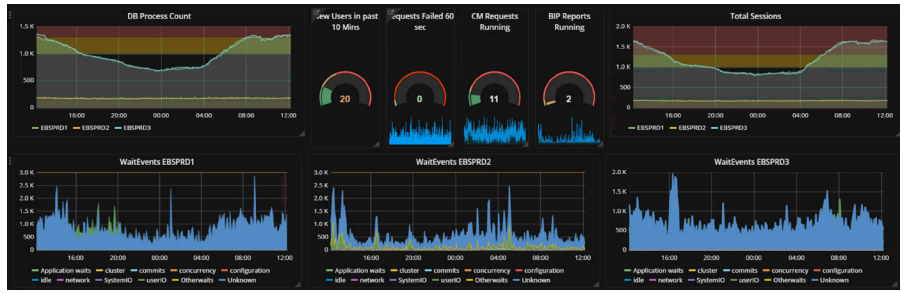 DB Process Count
1.5 K
1.0 K
500
0
16:00 20:00 00:00 04:00 08:00 12:00
EBSPRD1 EBSPRD2 EBSPRD3
ew Users in past
10 Mins
20
equests Failed 60
sec
0
CM Requests
Running
11
BIP Reports
Running
2
Total Sessions
2.0 K
1.5 K
1.0 K
500
0
16:00 20:00 00:00 04:00 08:00 12:00
EBSPRD1 EBSPRD2 EBSPRD3
WaitEvents EBSPRD1
3.0 K
2.5 K
2.0 K
1.5 K
1.0 K
500
0
16:00 20:00 00:00 04:00 08:00 12:00
Application waits cluster commits concurrency configuration
idle network SystemIO userIO Otherwaits Unknown
WaitEvents EBSPRD2
3.0 K
2.5 K
2.0 K
1.5 K
1.0 K
500
0
16:00 20:00 00:00 04:00 08:00 12:00
Application waits cluster commits concurrency configuration
idle network SystemIO userIO Otherwaits Unknown
WaitEvents EBSPRD3
2.0 K
1.5 K
1.0 K
500
0
16:00 20:00 00:00 04:00 08:00 12:00
Application waits cluster commits concurrency configuration
idle network SystemIO userIO Otherwaits Unknown